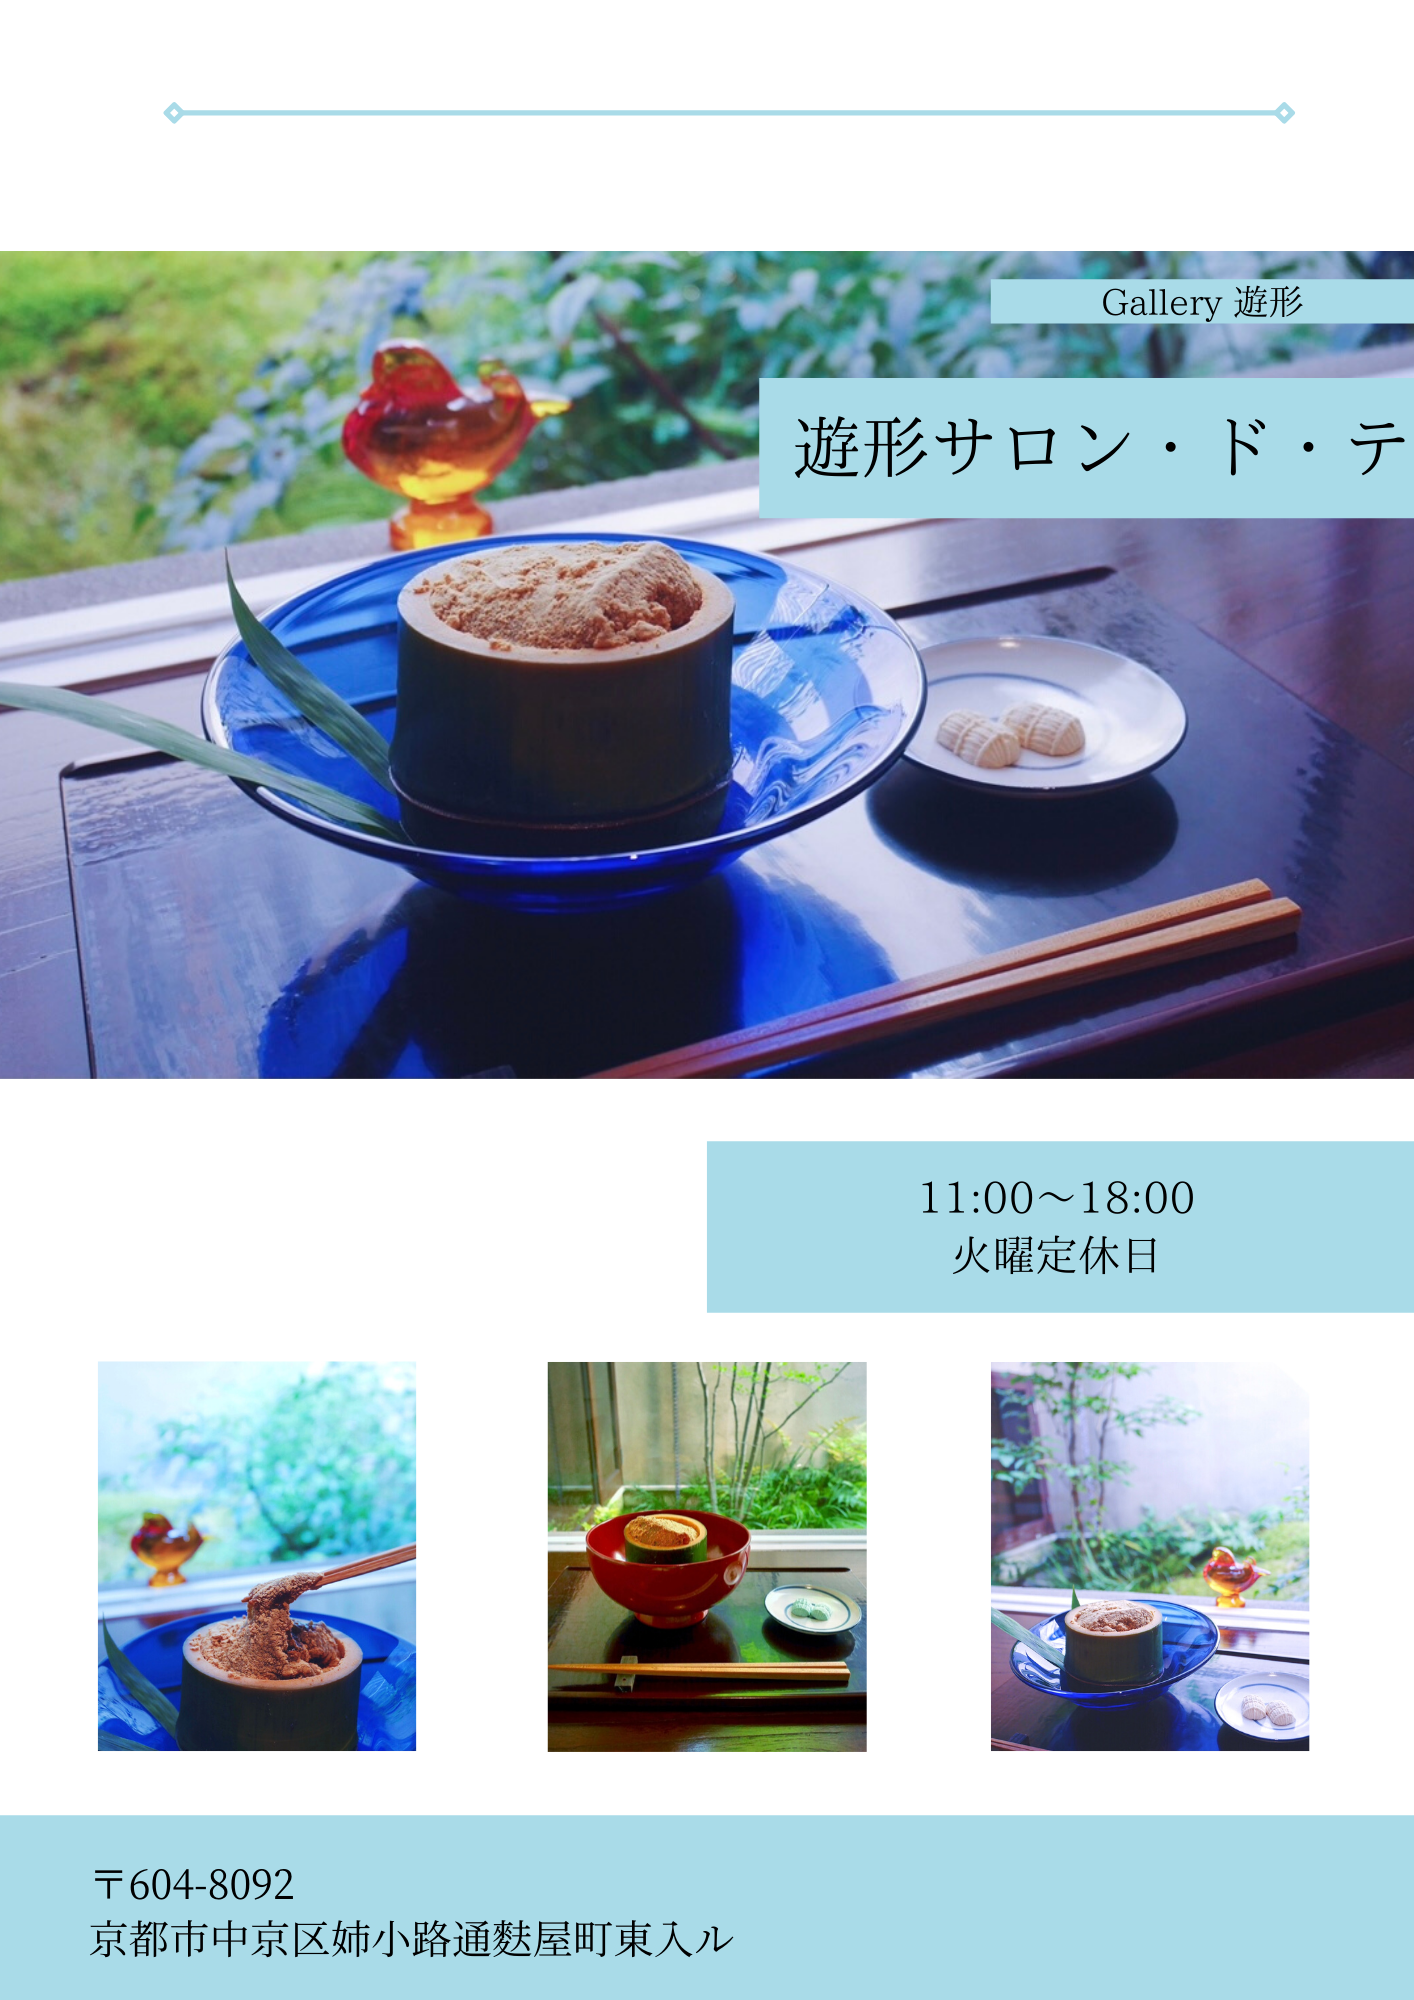 Gallery 遊形
遊形サロン・ド・テ
11:00～18:00
火曜定休日
〒604-8092
京都市中京区姉小路通麩屋町東入ル